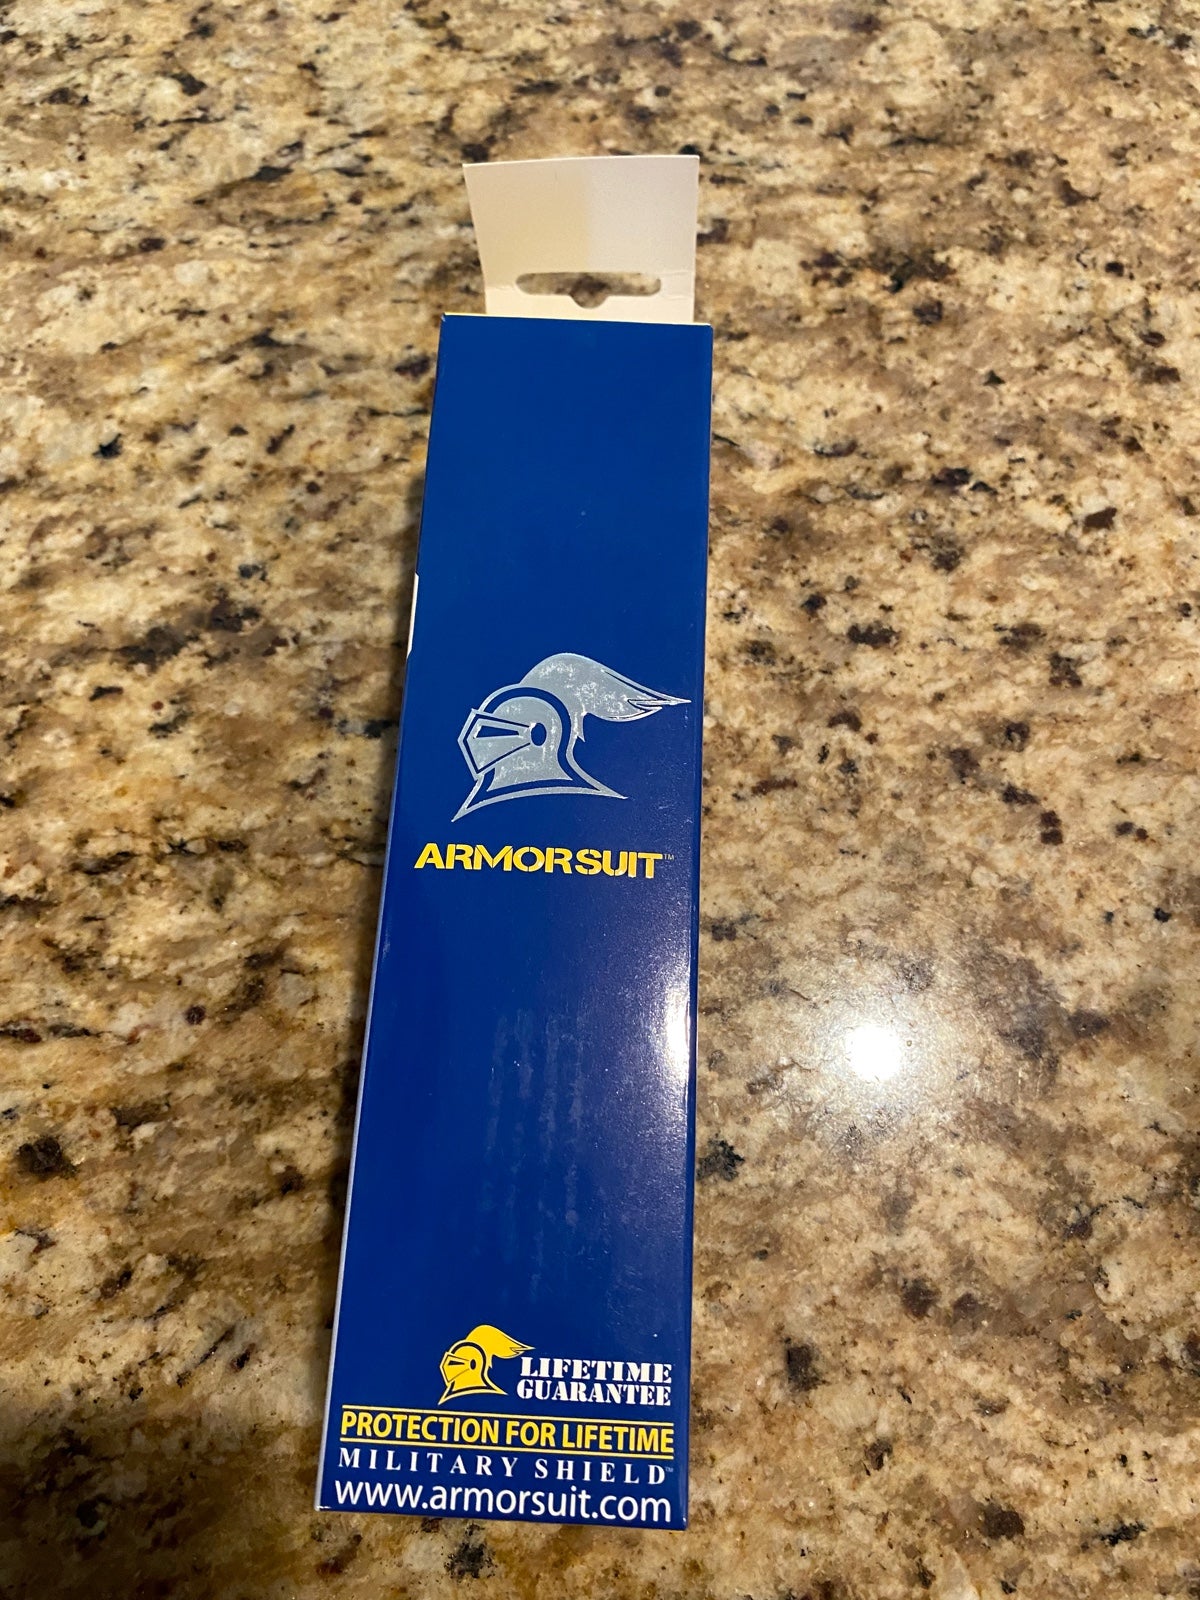 ARMORSUIT™
LIFETIME
GUARANTEE
PROTECTION FOR LIFETIME
MILITARY SHIELD™
www.armorsuit.com